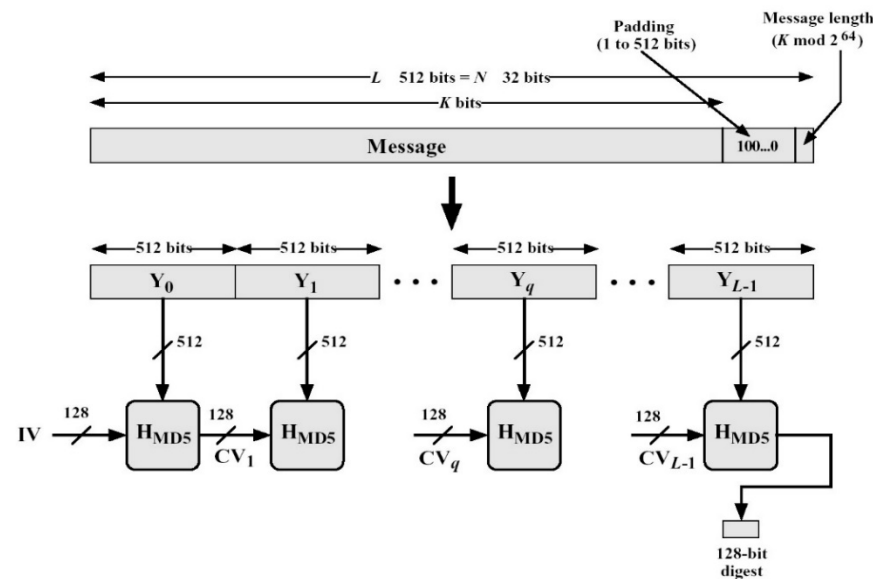 Padding
(1 to 512 bits)
Message length
(K mod 2^64)
L 512 bits = N 32 bits
K bits
Message
100...0
512 bits
512 bits
512 bits
512 bits
Y0
Y1
• • •
Yq
• • •
YL-1
512
512
512
512
IV
128
HMD5
128
CV1
HMD5
128
CVq
HMD5
128
CVL-1
HMD5
128-bit
digest